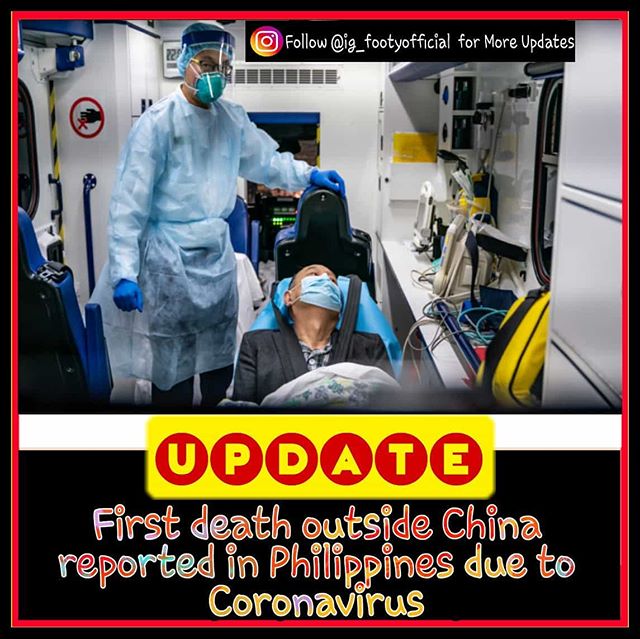 Follow @ig_footyofficial for More Updates
UPDATE
First death outside China
reported in Philippines due to
Coronavirus